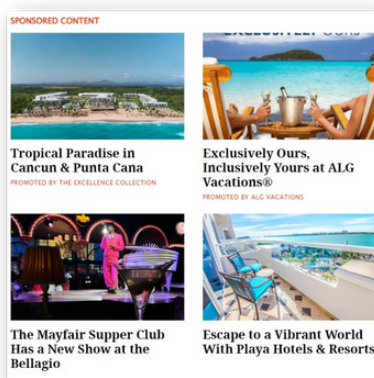 SPONSORED CONTENT
EXCLUSIVELY OURS
Tropical Paradise in
Cancun & Punta Cana
PROMOTED BY THE EXCELLENCE COLLECTION
Exclusively Ours,
Inclusively Yours at ALG
Vacations®
PROMOTED BY ALG VACATIONS
The Mayfair Supper Club
Has a New Show at the
Bellagio
Escape to a Vibrant World
With Playa Hotels & Resorts